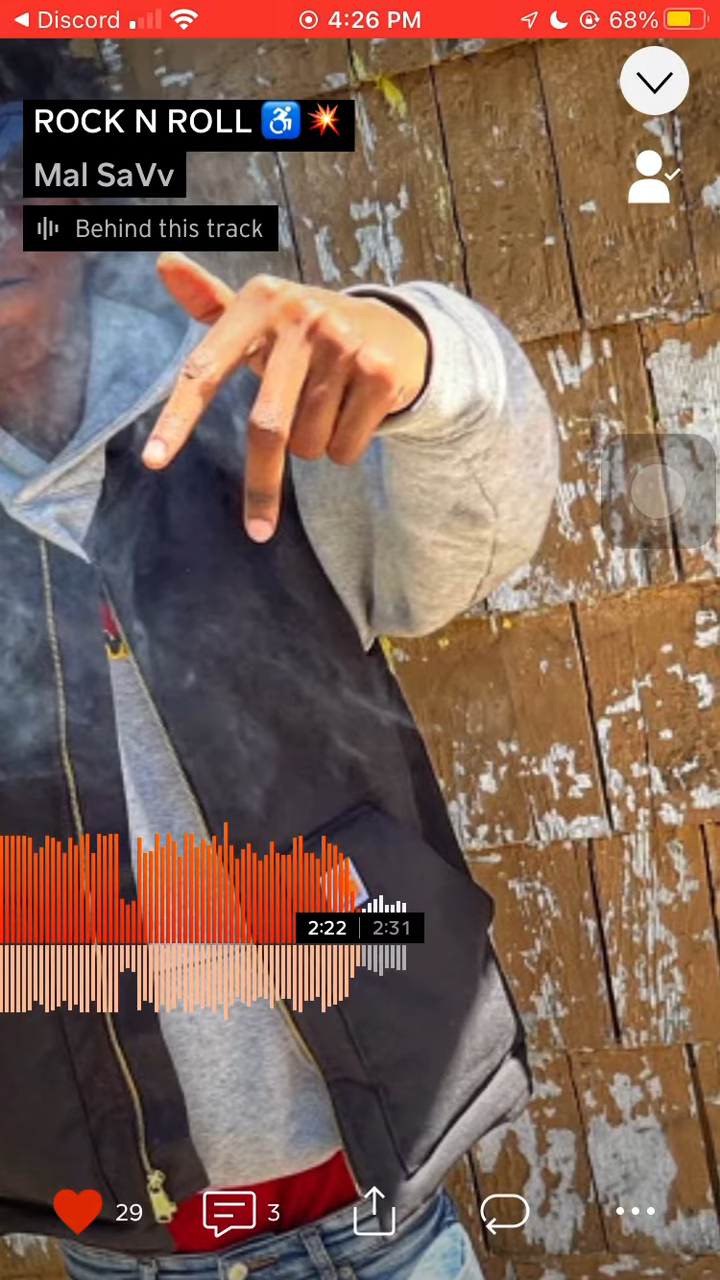 Discord
4:26 PM
68%
ROCK N ROLL ♿💥
Mal SaVv
Behind this track
2:22 | 2:31
29
3